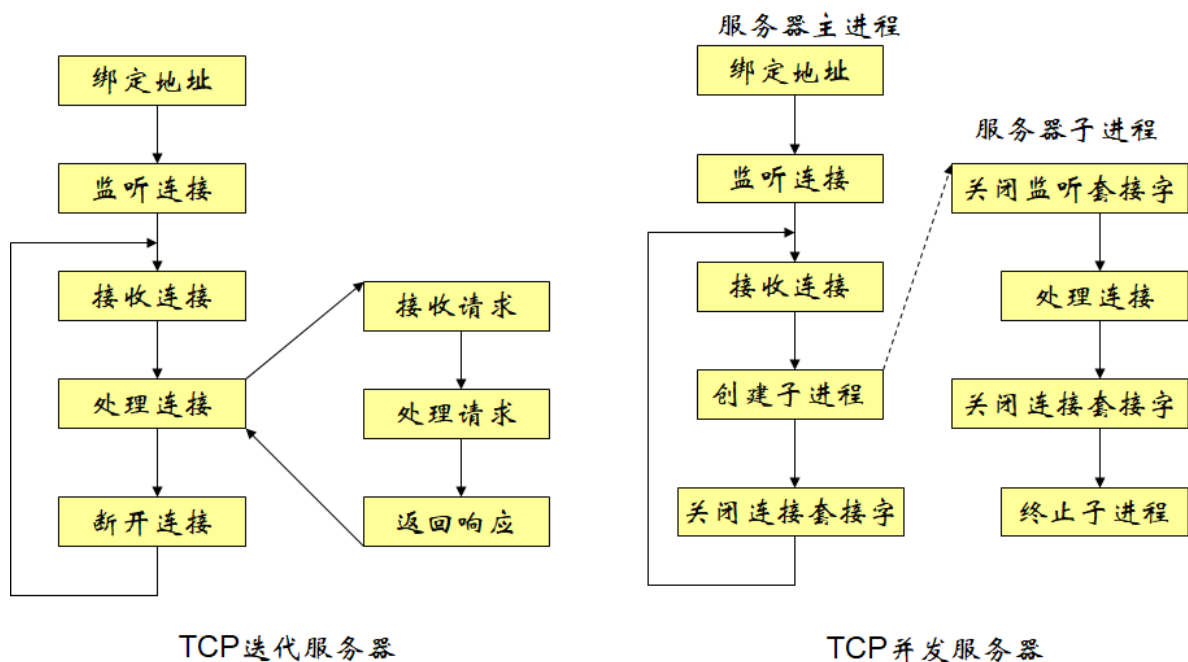 绑定地址
监听连接
接收连接
处理连接
断开连接
接收请求
处理请求
返回响应
TCP迭代服务器
服务器主进程
绑定地址
监听连接
接收连接
创建子进程
关闭连接套接字
服务器子进程
关闭监听套接字
处理连接
关闭连接套接字
终止子进程
TCP并发服务器